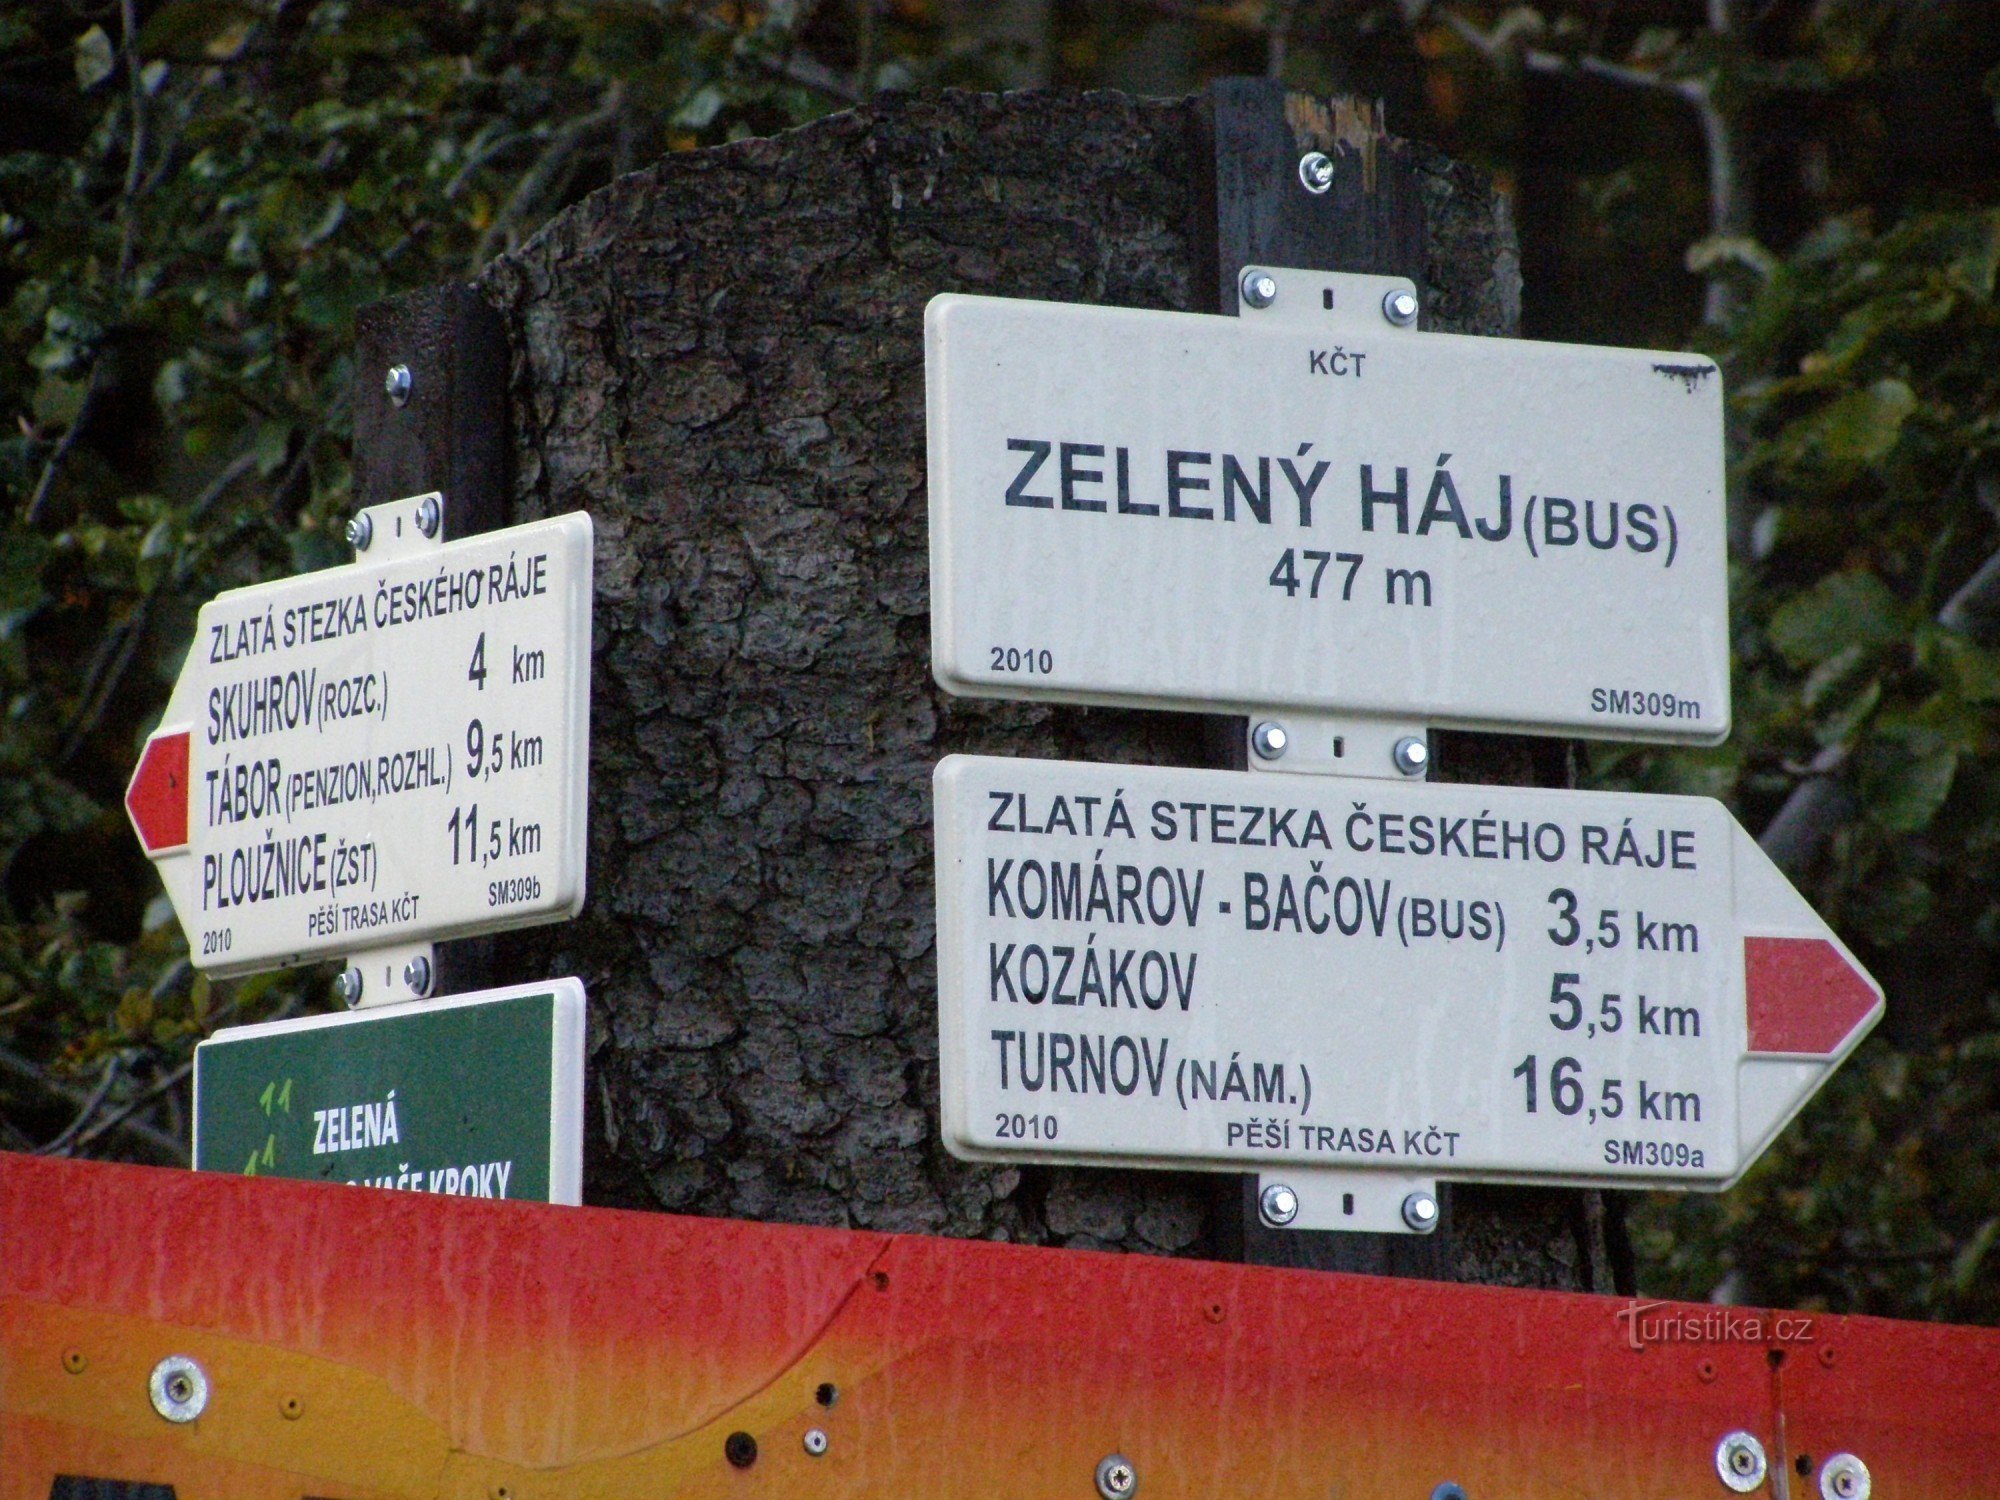 KČT
ZELENÝ HÁJ (BUS)
477 m
2010
SM309m
ZLATÁ STEZKA ČESKÉHO RÁJE
SKUHROV (ROZC.) 4 km
TÁBOR (PENZION,ROZHL.) 9,5 km
PLOUŽNICE (ŽST) 11,5 km
2010 PĚŠÍ TRASA KČT SM309b
ZLATÁ STEZKA ČESKÉHO RÁJE
KOMÁROV - BAČOV (BUS) 3,5 km
KOZÁKOV 5,5 km
TURNOV (NÁM.) 16,5 km
2010 PĚŠÍ TRASA KČT SM309a
ZELENÁ
VAŠE KROKY
Turistika.cz